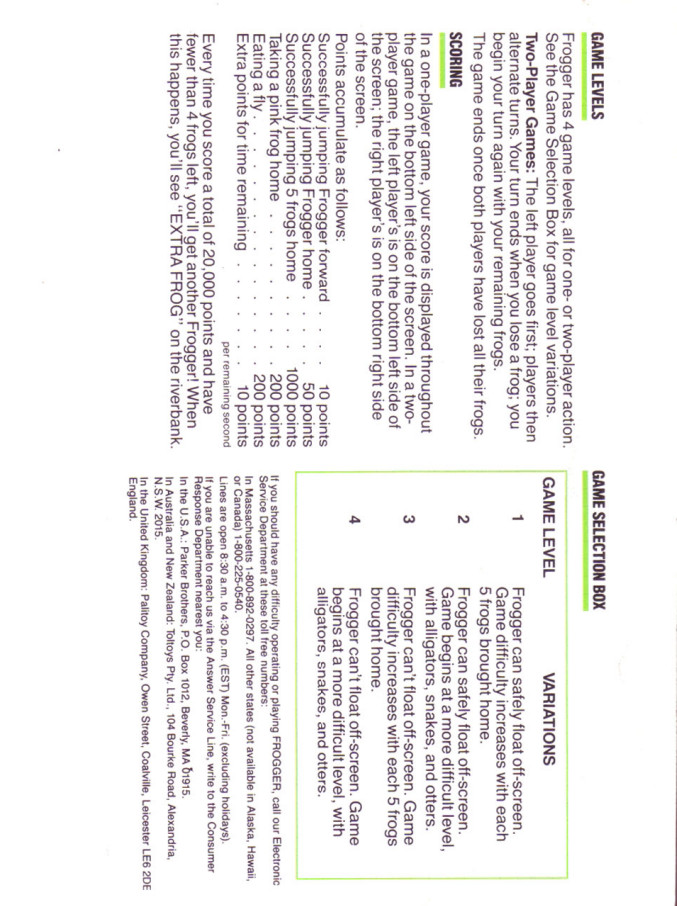 GAME LEVELS
Frogger has 4 game levels, all for one- or two-player action.
See the Game Selection Box for game level variations.
Two-Player Games: The left player goes first; players then
alternate turns. Your turn ends when you lose a frog; you
begin your turn again with your remaining frogs.
The game ends once both players have lost all their frogs.
SCORING
In a one-player game, your score is displayed throughout
the game on the bottom left side of the screen. In a two-
player game, the left player's is on the bottom left side of
the screen; the right player's is on the bottom right side
of the screen.
Points accumulate as follows:
Successfully jumping Frogger forward . . . 10 points
Successfully jumping Frogger home . . . . 50 points
Successfully jumping 5 frogs home . . . . 1000 points
Taking a pink frog home . . . . . . . . 200 points
Eating a fly . . . . . . . . . . . . 200 points
Extra points for time remaining . . . . . . 10 points
per remaining second
Every time you score a total of 20,000 points and have
fewer than 4 frogs left, you'll get another Frogger! When
this happens, you'll see "EXTRA FROG" on the riverbank.
GAME SELECTION BOX
GAME LEVEL VARIATIONS
1 Frogger can safely float off-screen.
Game difficulty increases with each
5 frogs brought home.
2 Frogger can safely float off-screen.
Game begins at a more difficult level,
with alligators, snakes, and otters.
3 Frogger can't float off-screen. Game
difficulty increases with each 5 frogs
brought home.
4 Frogger can't float off-screen. Game
begins at a more difficult level, with
alligators, snakes, and otters.
If you should have any difficulty operating or playing FROGGER, call our Electronic
Service Department at these toll free numbers:
In Massachusetts 1-800-892-0297. All other states (not available in Alaska, Hawaii,
or Canada) 1-800-225-0540.
Lines are open 8:30 a.m. to 4:30 p.m. (EST) Mon.-Fri. (excluding holidays).
If you are unable to reach us via the Answer Service Line, write to the Consumer
Response Department nearest you:
In the U.S.A.: Parker Brothers, P.O. Box 1012, Beverly, MA 01915.
In Australia and New Zealand: Toltoys Pty. Ltd., 104 Bourke Road, Alexandria,
N.S.W. 2015.
In the United Kingdom: Palitoy Company, Owen Street, Coalville, Leicester LE6 2DE
England.